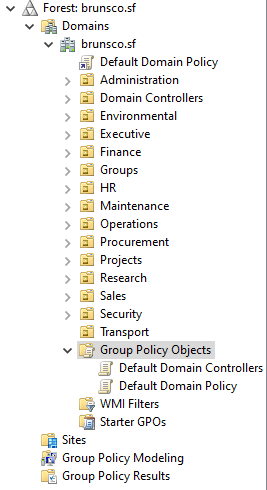 Forest: brunsco.sf
Domains
brunsco.sf
Default Domain Policy
Administration
Domain Controllers
Environmental
Executive
Finance
Groups
HR
Maintenance
Operations
Procurement
Projects
Research
Sales
Security
Transport
Group Policy Objects
Default Domain Controllers
Default Domain Policy
WMI Filters
Starter GPOs
Sites
Group Policy Modeling
Group Policy Results